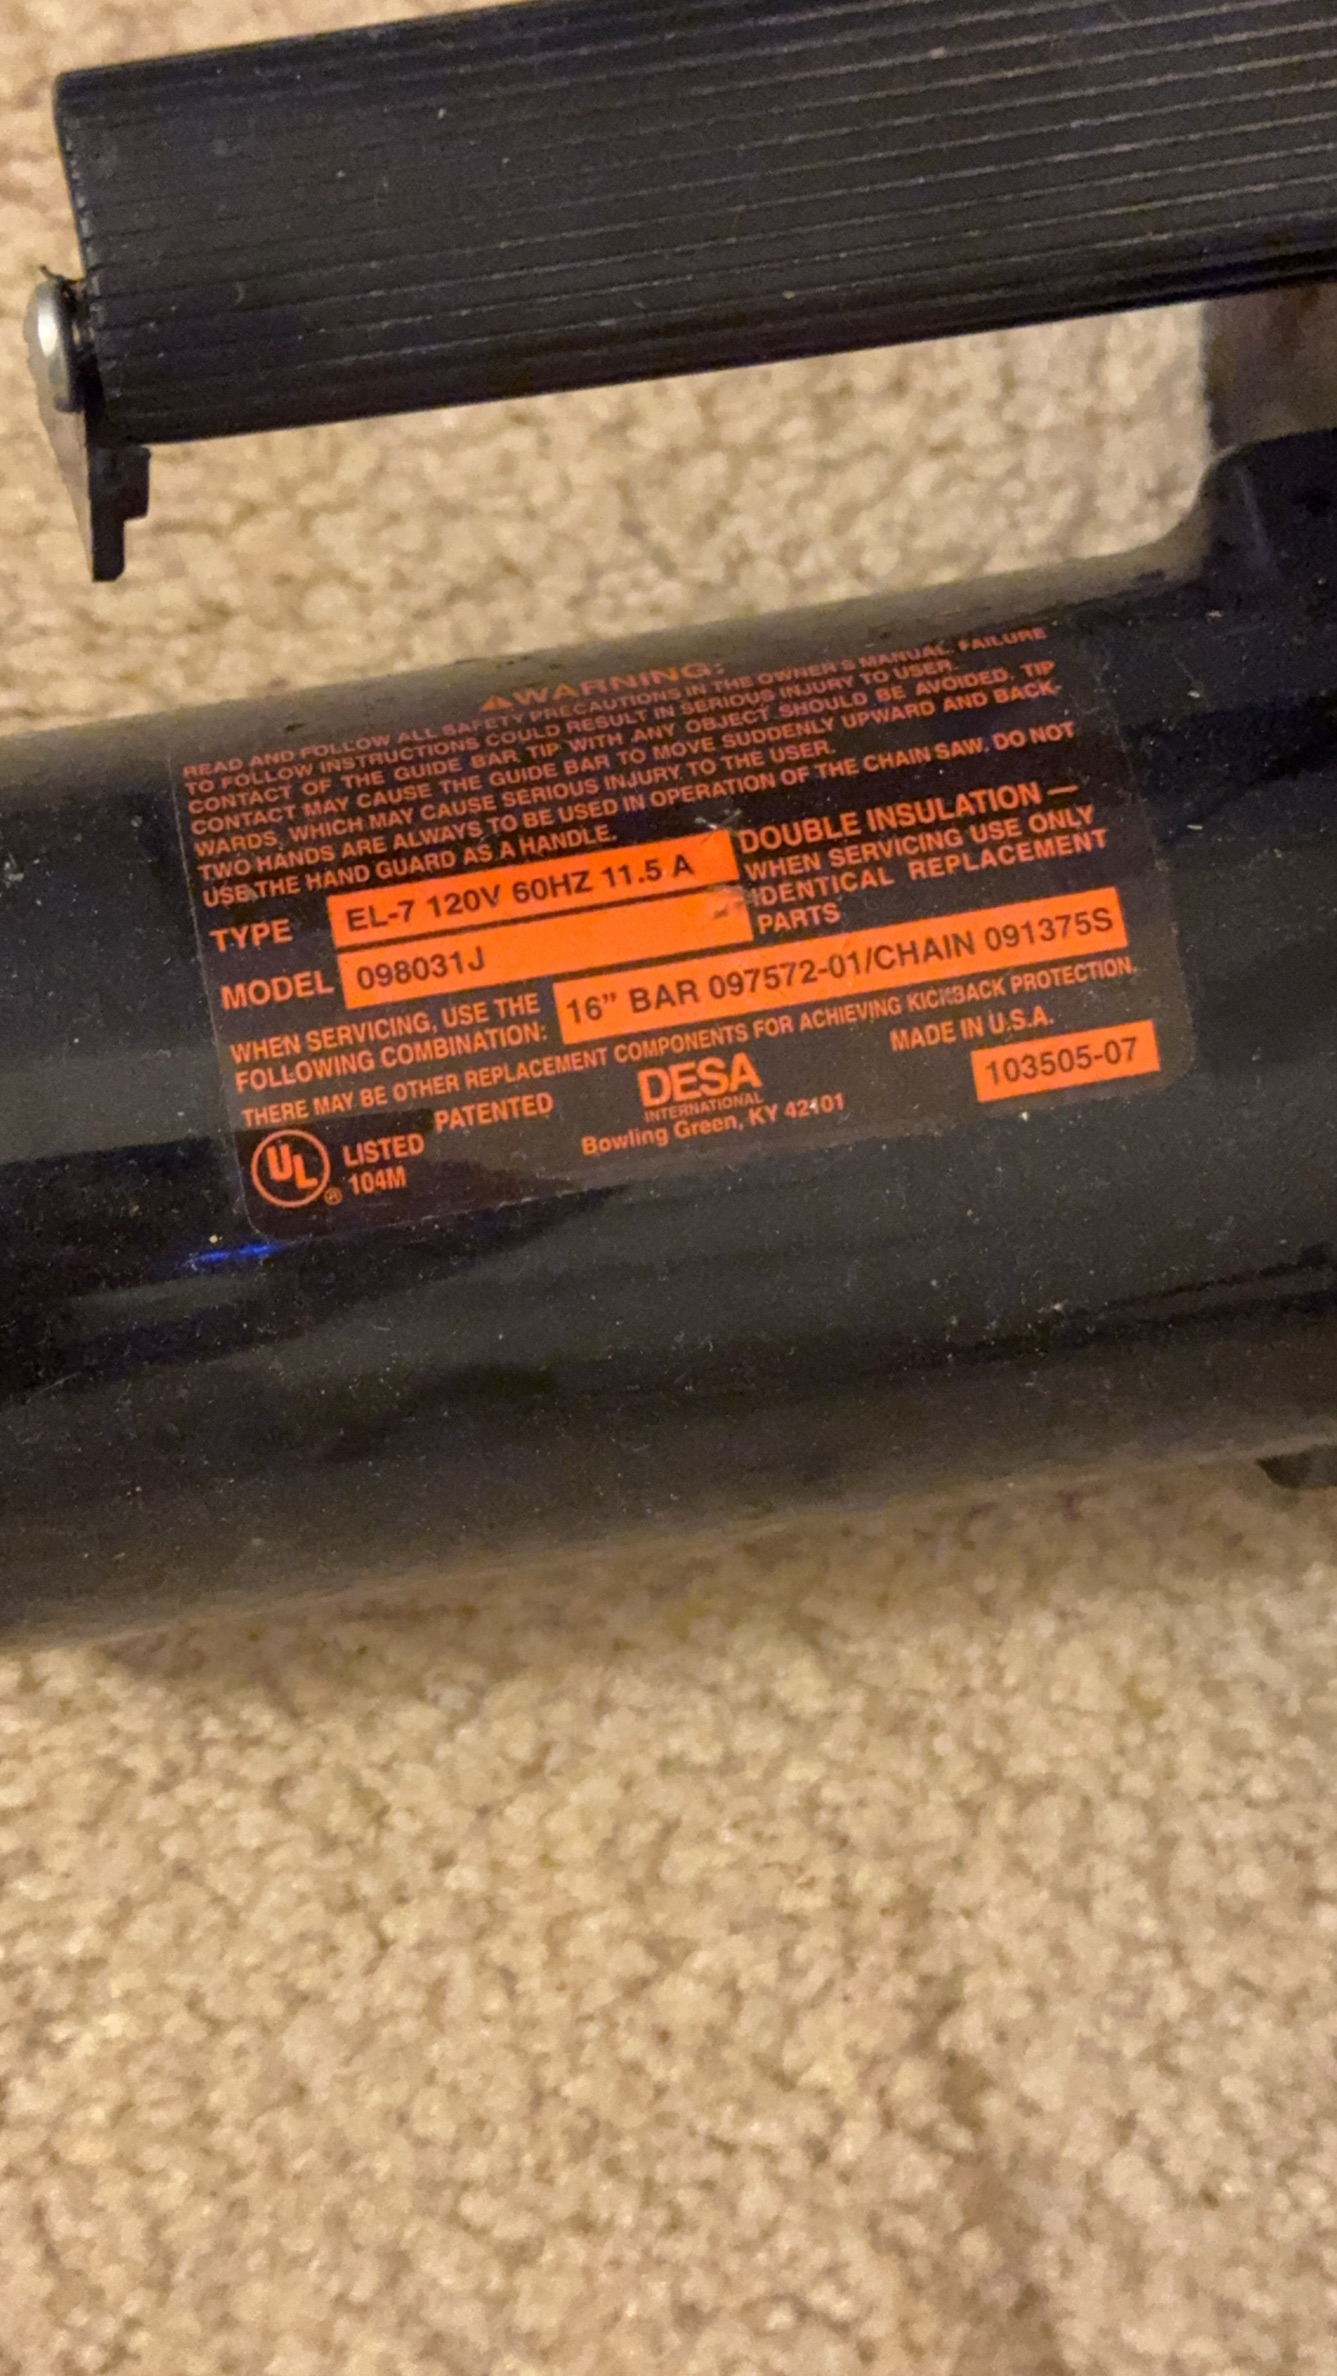 ⚠WARNING:
READ AND FOLLOW ALL SAFETY PRECAUTIONS IN THE OWNER'S MANUAL. FAILURE
TO FOLLOW INSTRUCTIONS COULD RESULT IN SERIOUS INJURY TO USER.
CONTACT OF THE GUIDE BAR TIP WITH ANY OBJECT SHOULD BE AVOIDED. TIP
CONTACT MAY CAUSE THE GUIDE BAR TO MOVE SUDDENLY UPWARD AND BACK-
WARDS, WHICH MAY CAUSE SERIOUS INJURY TO THE USER.
TWO HANDS ARE ALWAYS TO BE USED IN OPERATION OF THE CHAIN SAW. DO NOT
USE THE HAND GUARD AS A HANDLE.
TYPE EL-7 120V 60HZ 11.5 A
MODEL 098031J
DOUBLE INSULATION —
WHEN SERVICING USE ONLY
IDENTICAL REPLACEMENT
PARTS
WHEN SERVICING, USE THE
FOLLOWING COMBINATION:
16” BAR 097572-01/CHAIN 091375S
THERE MAY BE OTHER REPLACEMENT COMPONENTS FOR ACHIEVING KICKBACK PROTECTION.
UL® LISTED
104M
PATENTED
DESA
INTERNATIONAL
Bowling Green, KY 42101
MADE IN U.S.A.
103505-07